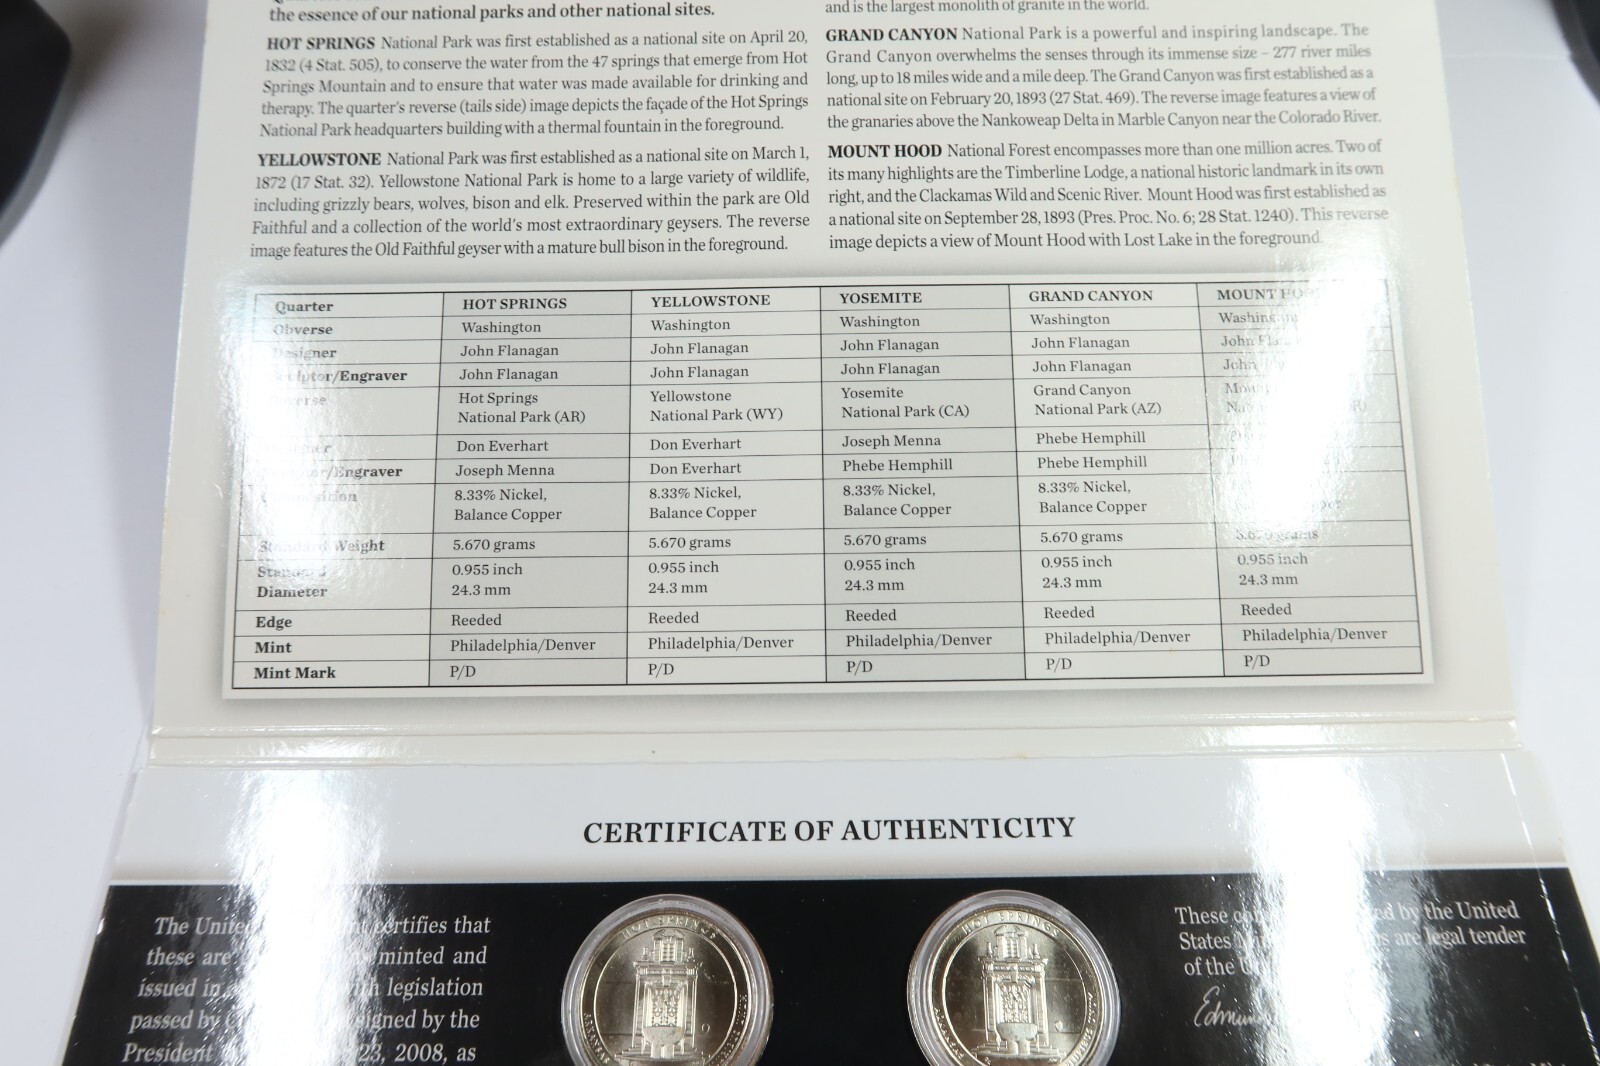 the essence of our national parks and other national sites.
HOT SPRINGS National Park was first established as a national site on April 20,
1832 (4 Stat. 505), to conserve the water from the 47 springs that emerge from Hot
Springs Mountain and to ensure that water was made available for drinking and
therapy. The quarter's reverse (tails side) image depicts the façade of the Hot Springs
National Park headquarters building with a thermal fountain in the foreground.
YELLOWSTONE National Park was first established as a national site on March 1,
1872 (17 Stat. 32). Yellowstone National Park is home to a large variety of wildlife,
including grizzly bears, wolves, bison and elk. Preserved within the park are Old
Faithful and a collection of the world's most extraordinary geysers. The reverse
image features the Old Faithful geyser with a mature bull bison in the foreground.
and is the largest monolith of granite in the world.
GRAND CANYON National Park is a powerful and inspiring landscape. The
Grand Canyon overwhelms the senses through its immense size – 277 river miles
long, up to 18 miles wide and a mile deep. The Grand Canyon was first established as a
national site on February 20, 1893 (27 Stat. 469). The reverse image features a view of
the granaries above the Nankoweap Delta in Marble Canyon near the Colorado River.
MOUNT HOOD National Forest encompasses more than one million acres. Two of
its many highlights are the Timberline Lodge, a national historic landmark in its own
right, and the Clackamas Wild and Scenic River. Mount Hood was first established as
a national site on September 28, 1893 (Pres. Proc. No. 6; 28 Stat. 1240). This reverse
image depicts a view of Mount Hood with Lost Lake in the foreground.
Quarter HOT SPRINGS YELLOWSTONE YOSEMITE GRAND CANYON MOUNT
Obverse Washington Washington Washington Washington
Designer John Flanagan John Flanagan John Flanagan John Flanagan John
/Engraver John Flanagan John Flanagan John Flanagan John Flanagan John
Hot Springs Yellowstone Yosemite Grand Canyon
National Park (AR) National Park (WY) National Park (CA) National Park (AZ)
Don Everhart Don Everhart Joseph Menna Phebe Hemphill
/Engraver Joseph Menna Don Everhart Phebe Hemphill Phebe Hemphill
8.33% Nickel, 8.33% Nickel, 8.33% Nickel, 8.33% Nickel,
Balance Copper Balance Copper Balance Copper Balance Copper
Standard Weight 5.670 grams 5.670 grams 5.670 grams 5.670 grams 5.670 grams
Standard 0.955 inch 0.955 inch 0.955 inch 0.955 inch 0.955 inch
Diameter 24.3 mm 24.3 mm 24.3 mm 24.3 mm 24.3 mm
Edge Reeded Reeded Reeded Reeded Reeded
Mint Philadelphia/Denver Philadelphia/Denver Philadelphia/Denver Philadelphia/Denver Philadelphia/Denver
Mint Mark P/D P/D P/D P/D P/D
CERTIFICATE OF AUTHENTICITY
The United certifies that
these are minted and
issued in legislation
passed by signed by the
President 23, 2008, as
HOT SPRINGS
ARKANSAS
HOT SPRINGS
ARKANSAS
These by the United
States are legal tender
of the